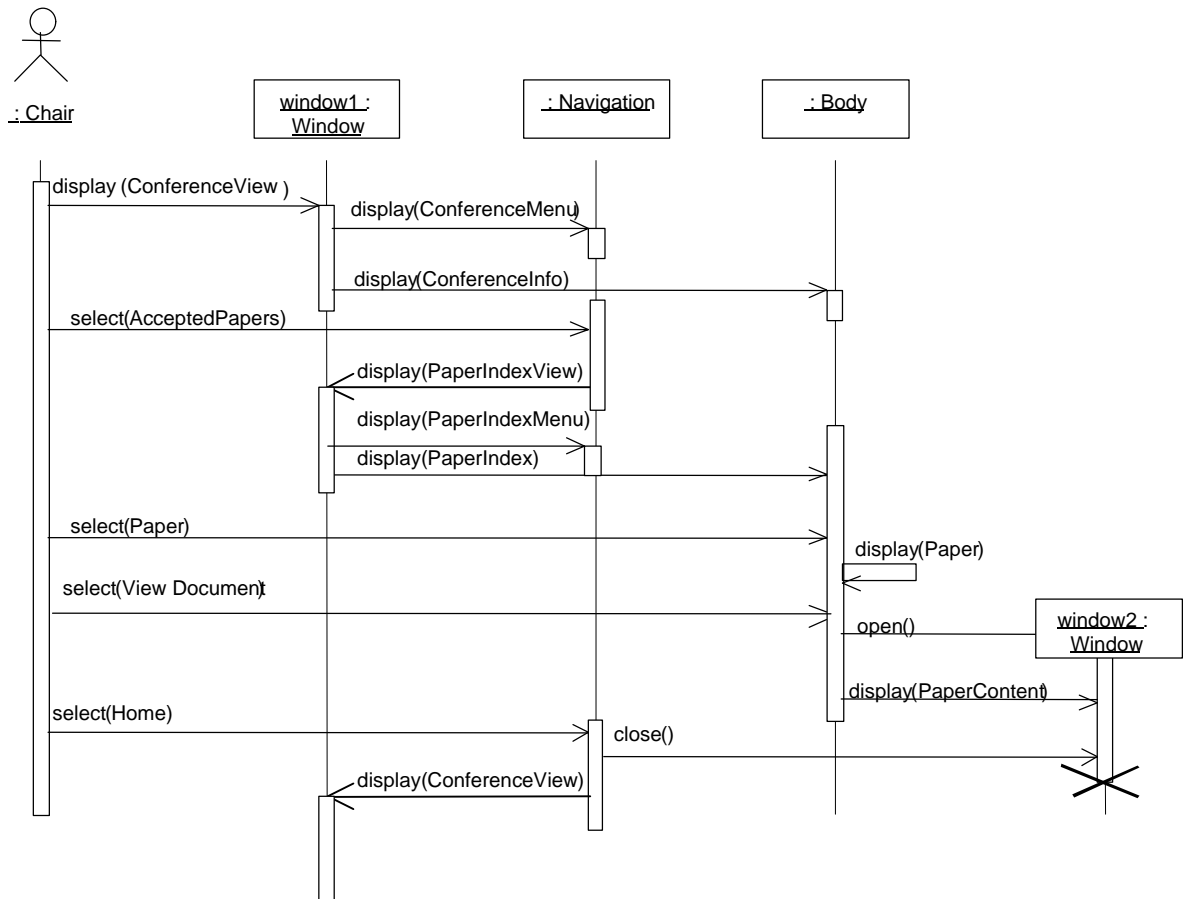 : Chair
window1 :
Window
: Navigation
: Body
display (ConferenceView )
display(ConferenceMenu)
display(ConferenceInfo)
select(AcceptedPapers)
display(PaperIndexView)
display(PaperIndexMenu)
display(PaperIndex)
select(Paper)
display(Paper)
select(View Document)
open()
window2 :
Window
display(PaperContent)
select(Home)
close()
display(ConferenceView)